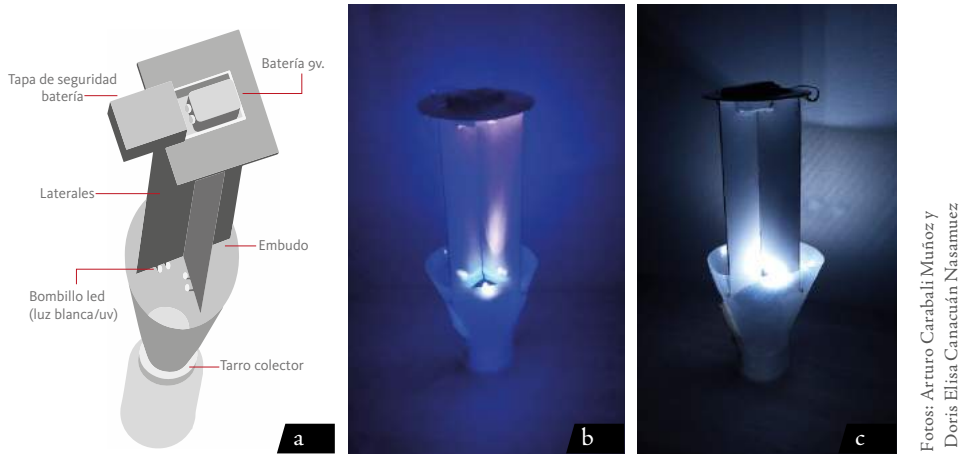 Tapa de seguridad
batería
Batería 9v.
Laterales
Embudo
Bombillo led
(luz blanca/uv)
Tarro colector
a
b
c
Fotos: Arturo Carabalí Muñoz y
Doris Elisa Canacuán Nasamuez